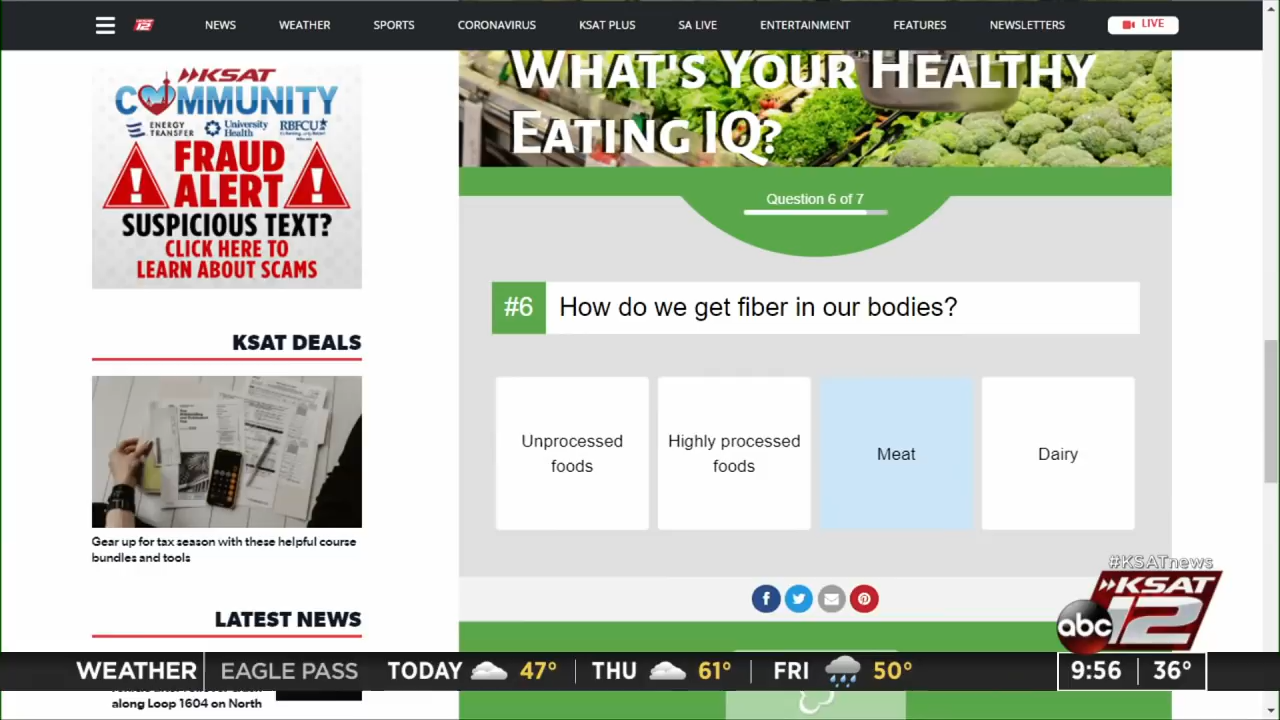 NEWS WEATHER SPORTS CORONAVIRUS KSAT PLUS SA LIVE ENTERTAINMENT FEATURES NEWSLETTERS LIVE
12
KSAT
COMMUNITY
ENERGY TRANSFER
University Health
RBFCU
FRAUD
ALERT
SUSPICIOUS TEXT?
CLICK HERE TO
LEARN ABOUT SCAMS
KSAT DEALS
Gear up for tax season with these helpful course
bundles and tools
LATEST NEWS
along Loop 1604 on North
WHAT'S YOUR HEALTHY
EATING IQ?
Question 6 of 7
#6 How do we get fiber in our bodies?
Unprocessed
foods
Highly processed
foods
Meat
Dairy
#KSATnews
KSAT
abc 12
WEATHER EAGLE PASS TODAY 47° THU 61° FRI 50° 9:56 36°